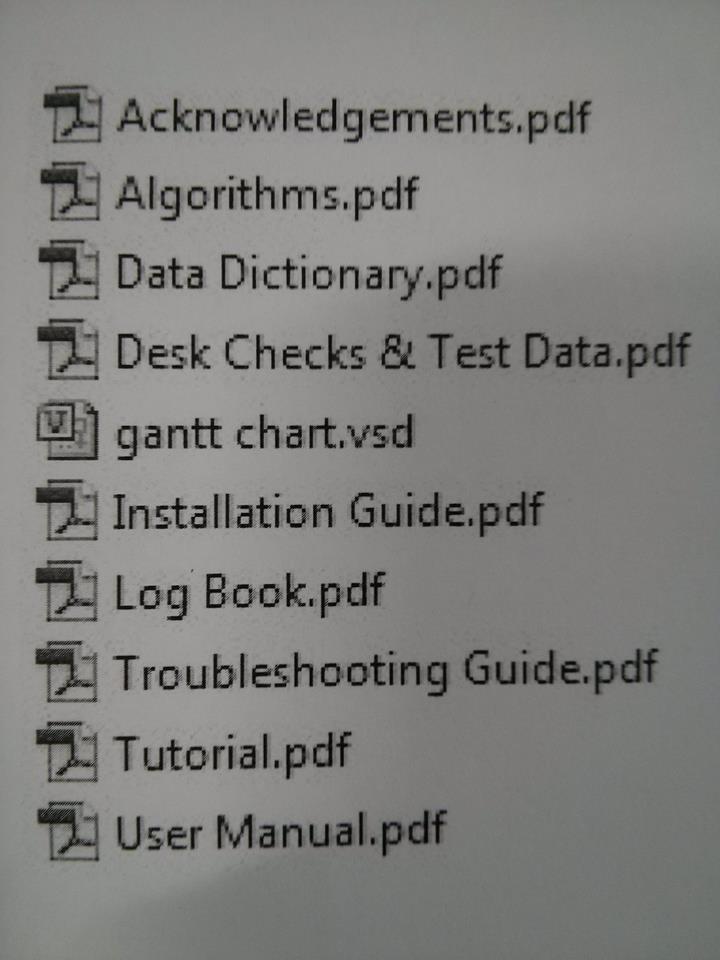 Acknowledgements.pdf
Algorithms.pdf
Data Dictionary.pdf
Desk Checks & Test Data.pdf
gantt chart.vsd
Installation Guide.pdf
Log Book.pdf
Troubleshooting Guide.pdf
Tutorial.pdf
User Manual.pdf